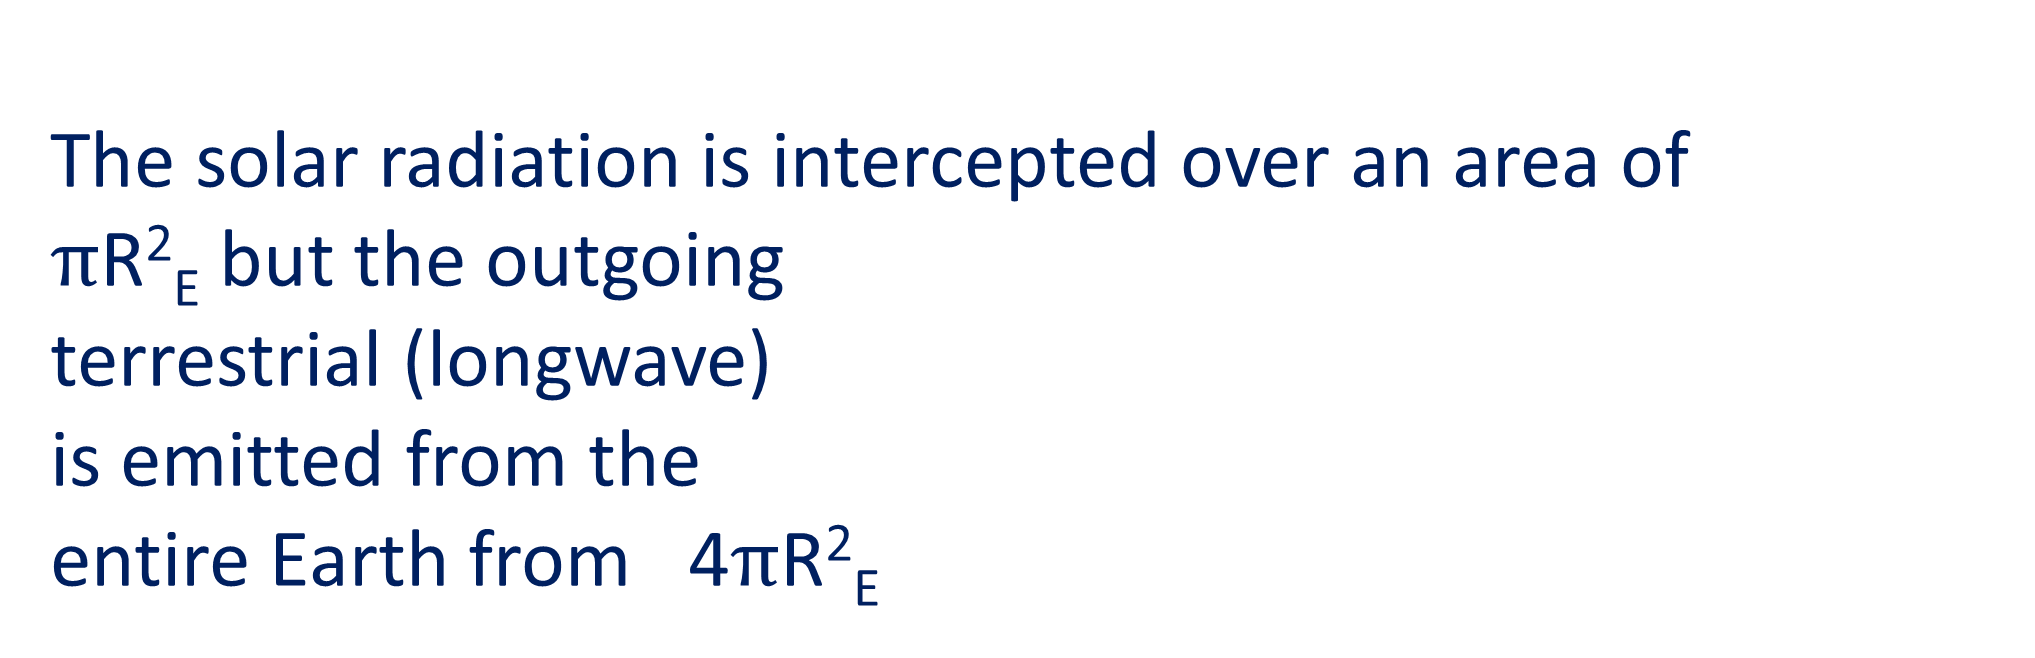 The solar radiation is intercepted over an area of
πR²E but the outgoing
terrestrial (longwave)
is emitted from the
entire Earth from   4πR²E